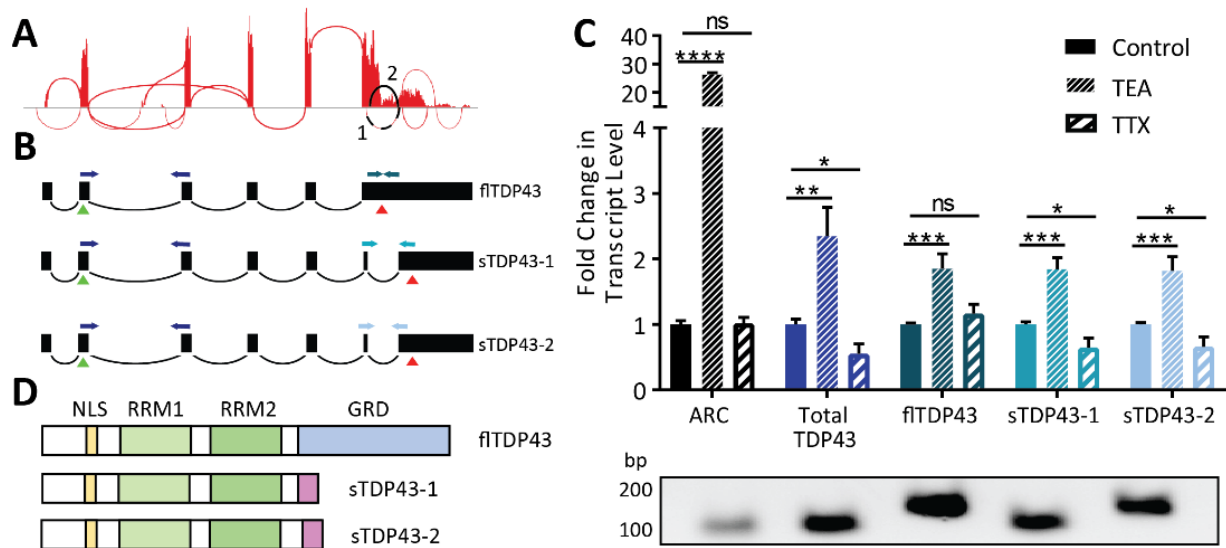 A
2
1
B
flTDP43
sTDP43-1
sTDP43-2
D
NLS RRM1 RRM2 GRD
flTDP43
sTDP43-1
sTDP43-2
C
Fold Change in
Transcript Level
40
30
20
4
3
2
1
0
ns
****
*
**
ns
***
*
***
*
***
Control
TEA
TTX
ARC
Total
TDP43
flTDP43
sTDP43-1
sTDP43-2
bp
200
100